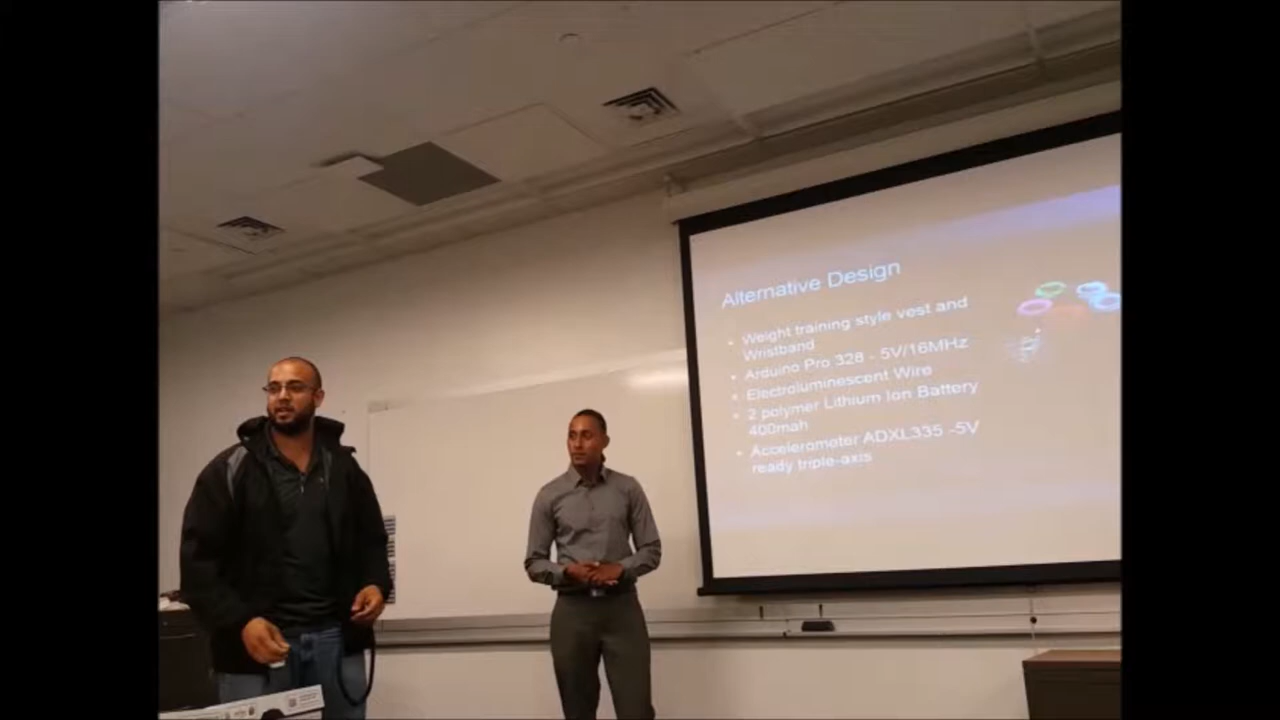 Alternative Design
• Weight training style vest and
Wristband
• Arduino Pro 328 - 5V/16MHz
• Electroluminescent Wire
• 2 polymer Lithium Ion Battery
400mah
• Accelerometer ADXL335 -5V
ready triple-axis